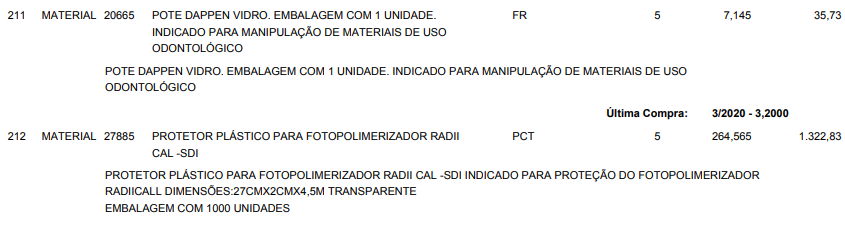 211 MATERIAL 20665 POTE DAPPEN VIDRO. EMBALAGEM COM 1 UNIDADE. FR 5 7,145 35,73
INDICADO PARA MANIPULAÇÃO DE MATERIAIS DE USO
ODONTOLÓGICO
POTE DAPPEN VIDRO. EMBALAGEM COM 1 UNIDADE. INDICADO PARA MANIPULAÇÃO DE MATERIAIS DE USO
ODONTOLÓGICO
Última Compra: 3/2020 - 3,2000
212 MATERIAL 27885 PROTETOR PLÁSTICO PARA FOTOPOLIMERIZADOR RADII PCT 5 264,565 1.322,83
CAL -SDI
PROTETOR PLÁSTICO PARA FOTOPOLIMERIZADOR RADII CAL -SDI INDICADO PARA PROTEÇÃO DO FOTOPOLIMERIZADOR
RADIICALL DIMENSÕES:27CMX2CMX4,5M TRANSPARENTE
EMBALAGEM COM 1000 UNIDADES